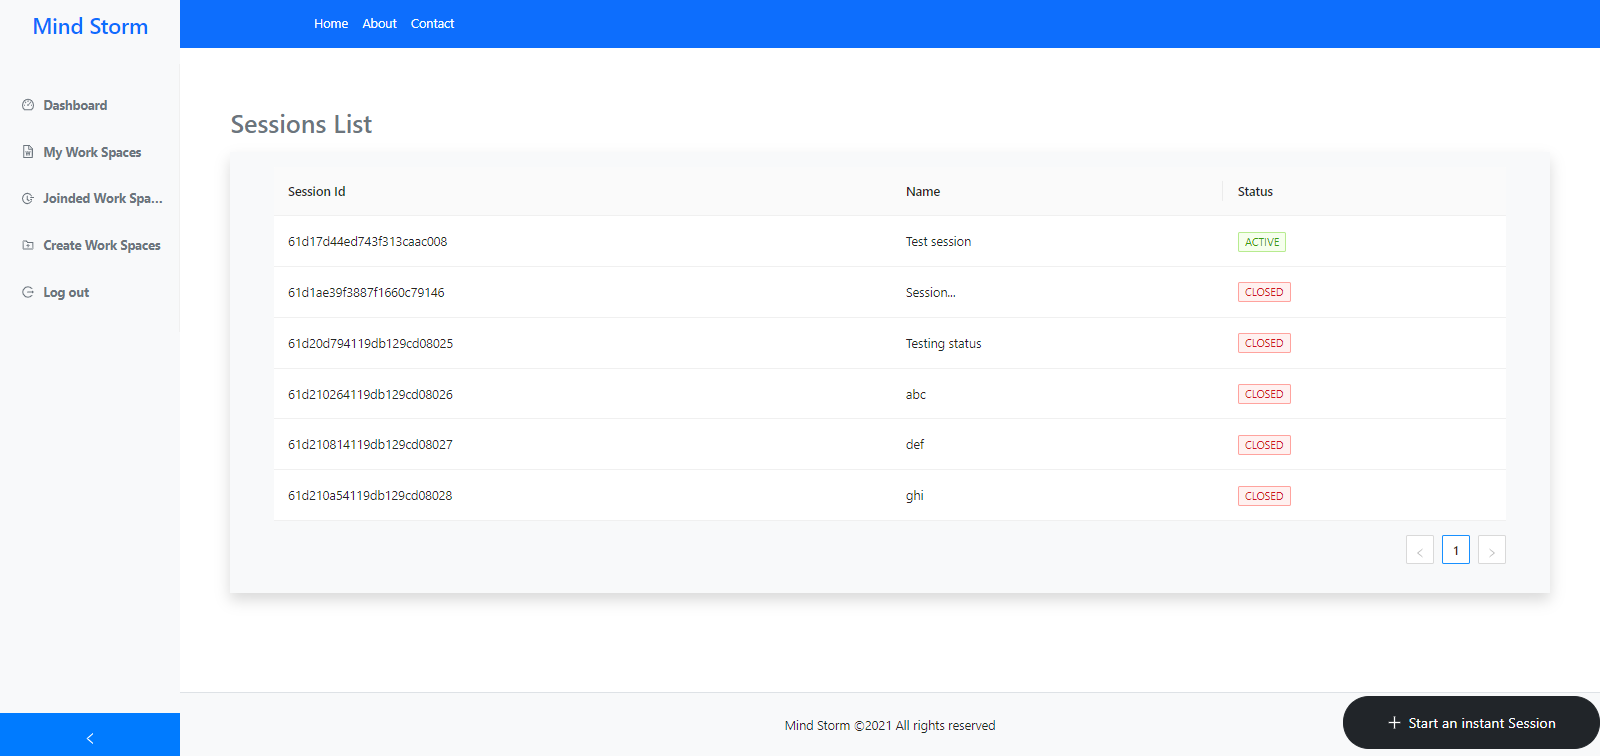 Mind Storm
Home About Contact
Dashboard
My Work Spaces
Joinded Work Spa...
Create Work Spaces
Log out
Sessions List
Session Id Name Status
61d17d44ed743f313caac008 Test session ACTIVE
61d1ae39f3887f1660c79146 Session... CLOSED
61d20d794119db129cd08025 Testing status CLOSED
61d210264119db129cd08026 abc CLOSED
61d210814119db129cd08027 def CLOSED
61d210a54119db129cd08028 ghi CLOSED
1
Mind Storm ©2021 All rights reserved
Start an instant Session